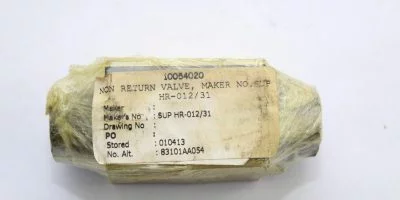 10054020
NON RETURN VALVE, MAKER NO.SUP
HR-012/31
Maker :
Maker's No : SUP HR-012/31
Drawing No :
PO :
Stored : 010413
No. Alt. : 83101AA054